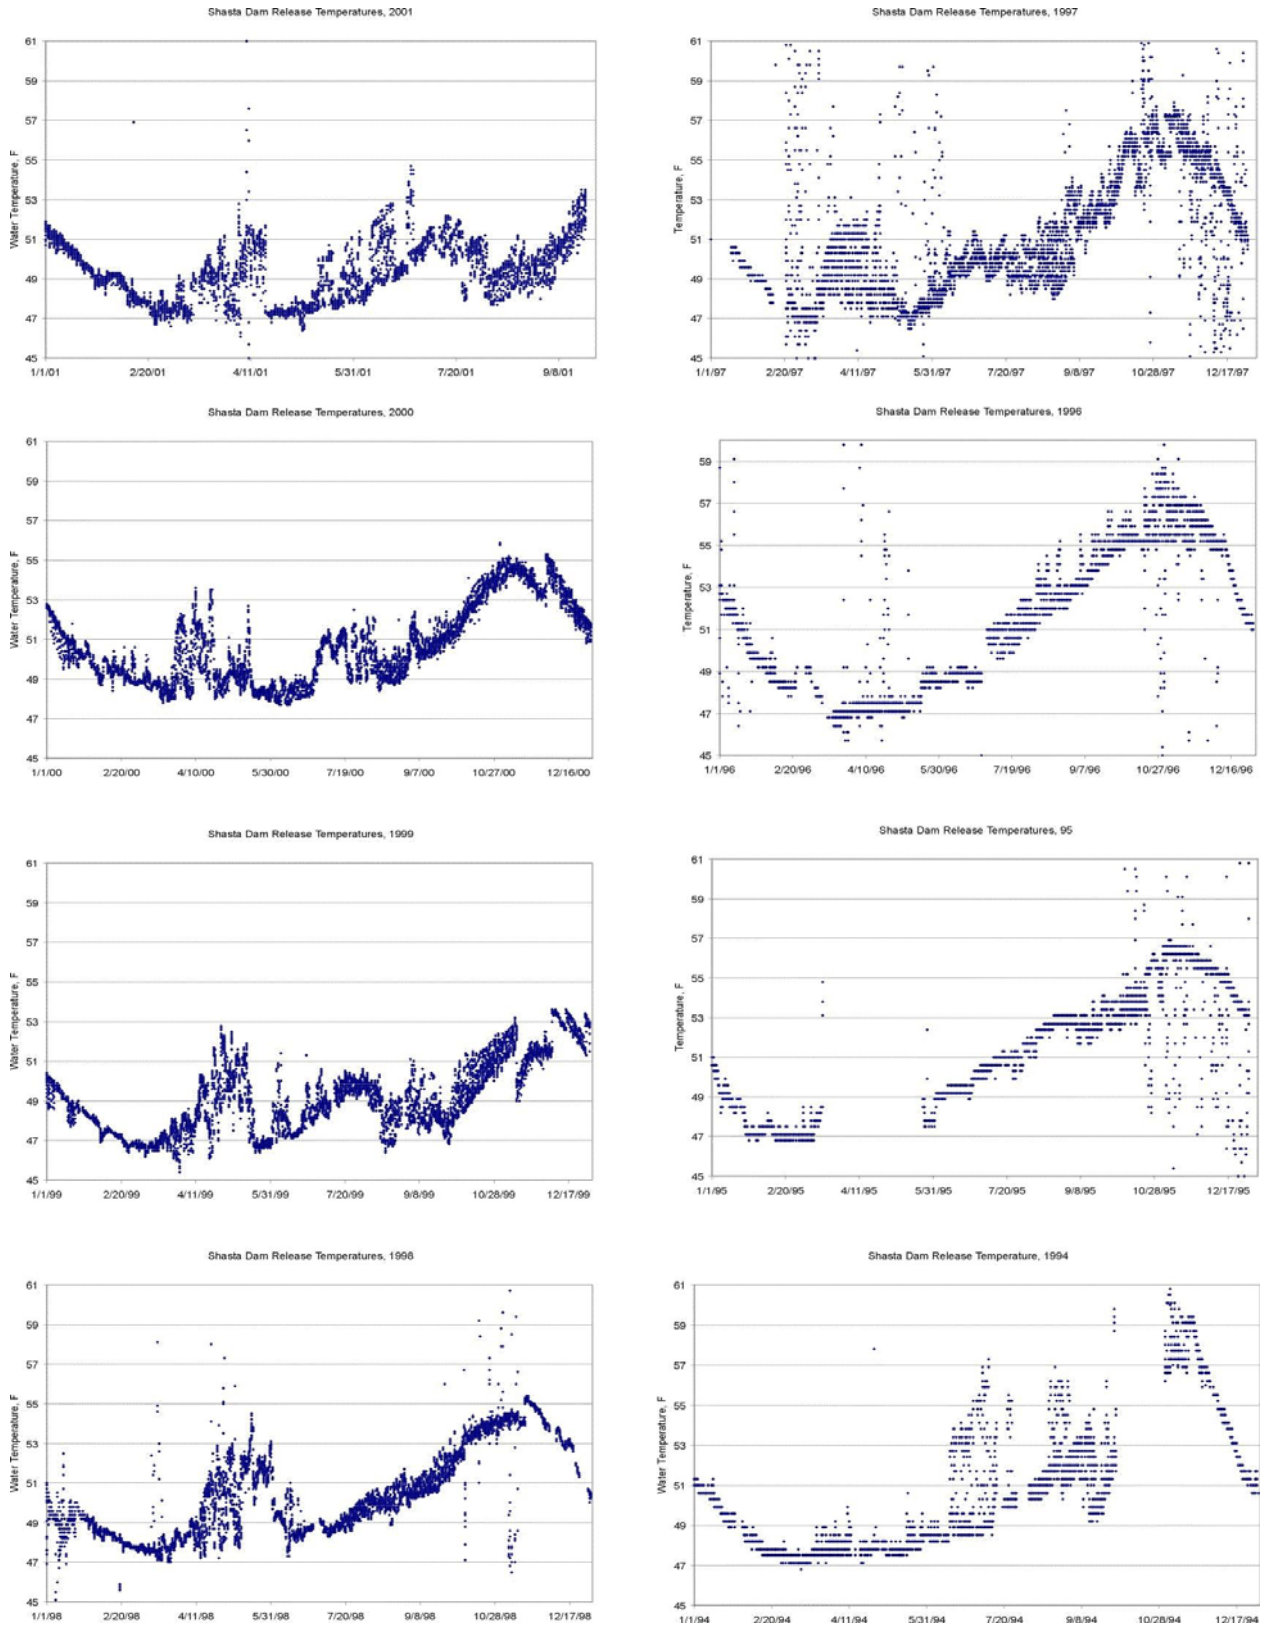 Shasta Dam Release Temperatures, 2001
Water Temperature, F
61
59
57
55
53
51
49
47
45
1/1/01 2/20/01 4/11/01 5/31/01 7/20/01 9/8/01
Shasta Dam Release Temperatures, 1997
Temperature, F
61
59
57
55
53
51
49
47
45
1/1/97 2/20/97 4/11/97 5/31/97 7/20/97 9/8/97 10/28/97 12/17/97
Shasta Dam Release Temperatures, 2000
Water Temperature, F
61
59
57
55
53
51
49
47
45
1/1/00 2/20/00 4/10/00 5/30/00 7/19/00 9/7/00 10/27/00 12/16/00
Shasta Dam Release Temperatures, 1996
Temperature, F
59
57
55
53
51
49
47
45
1/1/96 2/20/96 4/10/96 5/30/96 7/19/96 9/7/96 10/27/96 12/16/96
Shasta Dam Release Temperatures, 1999
Water Temperature, F
61
59
57
55
53
51
49
47
45
1/1/99 2/20/99 4/11/99 5/31/99 7/20/99 9/8/99 10/28/99 12/17/99
Shasta Dam Release Temperatures, 95
Temperature, F
61
59
57
55
53
51
49
47
45
1/1/95 2/20/95 4/11/95 5/31/95 7/20/95 9/8/95 10/28/95 12/17/95
Shasta Dam Release Temperatures, 1998
Water Temperature, F
61
59
57
55
53
51
49
47
45
1/1/98 2/20/98 4/11/98 5/31/98 7/20/98 9/8/98 10/28/98 12/17/98
Shasta Dam Release Temperature, 1994
Water Temperature, F
61
59
57
55
53
51
49
47
45
1/1/94 2/20/94 4/11/94 5/31/94 7/20/94 9/8/94 10/28/94 12/17/94